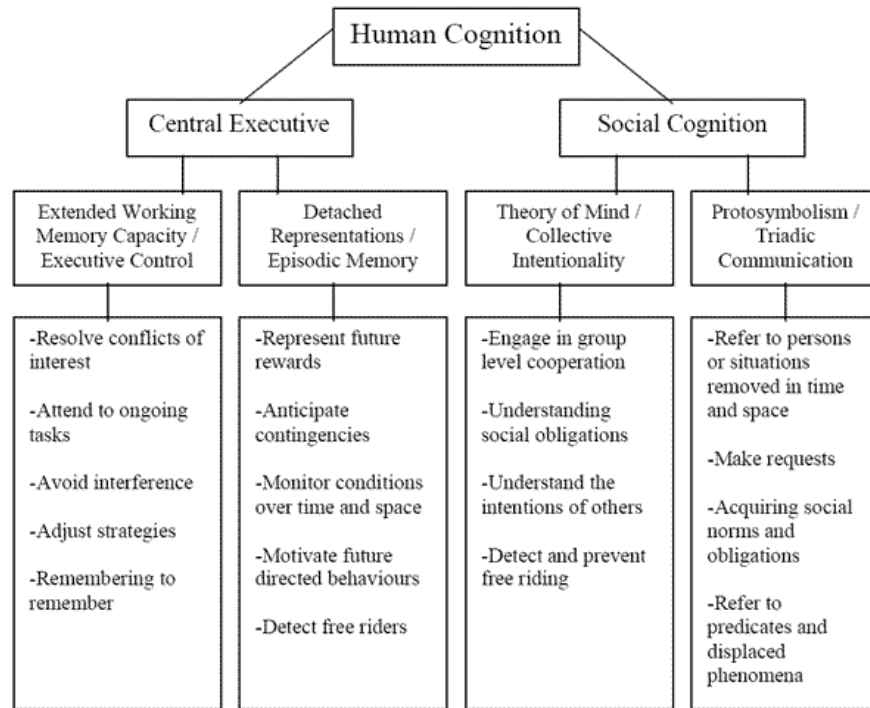 Human Cognition
Central Executive
Social Cognition
Extended Working
Memory Capacity /
Executive Control
Detached
Representations /
Episodic Memory
Theory of Mind /
Collective
Intentionality
Protosymbolism /
Triadic
Communication
-Resolve conflicts of
interest
-Attend to ongoing
tasks
-Avoid interference
-Adjust strategies
-Remembering to
remember
-Represent future
rewards
-Anticipate
contingencies
-Monitor conditions
over time and space
-Motivate future
directed behaviours
-Detect free riders
-Engage in group
level cooperation
-Understanding
social obligations
-Understand the
intentions of others
-Detect and prevent
free riding
-Refer to persons
or situations
removed in time
and space
-Make requests
-Acquiring social
norms and
obligations
-Refer to
predicates and
displaced
phenomena